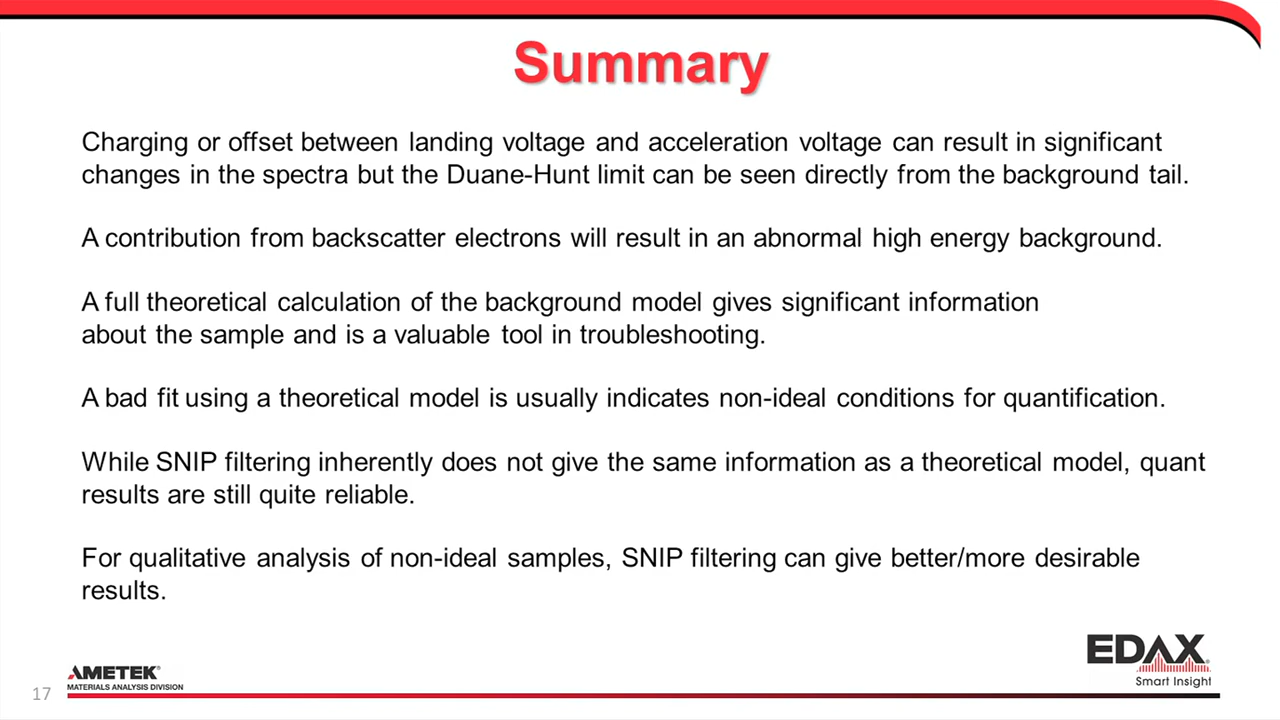 Summary
Charging or offset between landing voltage and acceleration voltage can result in significant
changes in the spectra but the Duane-Hunt limit can be seen directly from the background tail.
A contribution from backscatter electrons will result in an abnormal high energy background.
A full theoretical calculation of the background model gives significant information
about the sample and is a valuable tool in troubleshooting.
A bad fit using a theoretical model is usually indicates non-ideal conditions for quantification.
While SNIP filtering inherently does not give the same information as a theoretical model, quant
results are still quite reliable.
For qualitative analysis of non-ideal samples, SNIP filtering can give better/more desirable
results.
17
AMETEK®
MATERIALS ANALYSIS DIVISION
EDAX®
Smart Insight